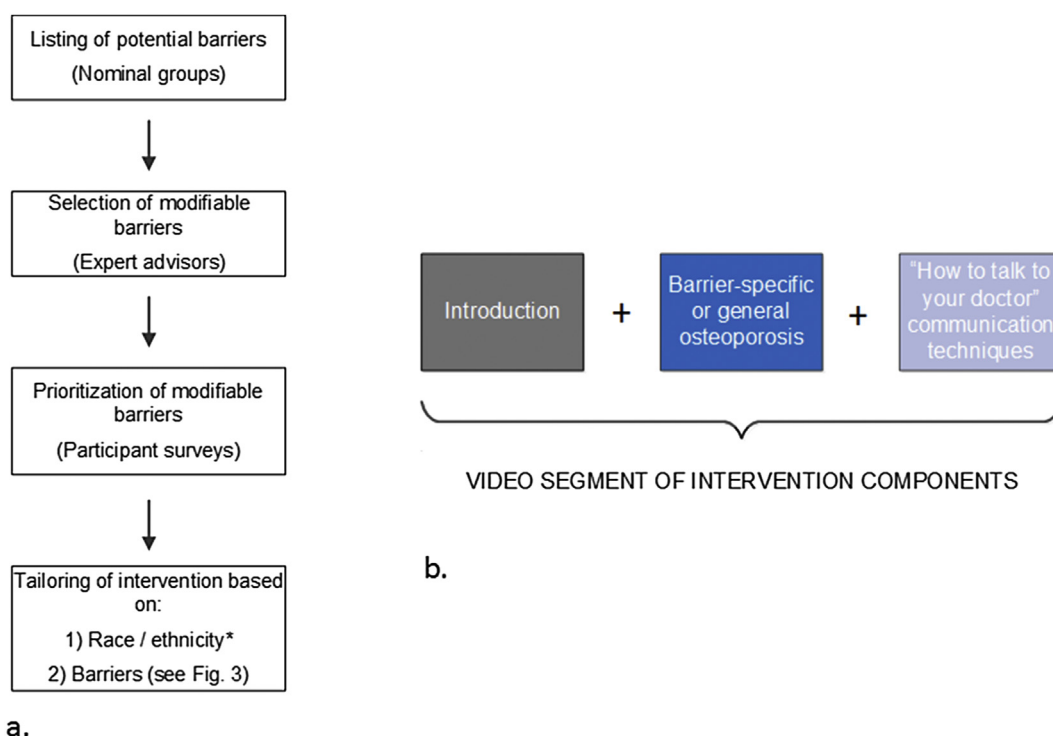 Listing of potential barriers
(Nominal groups)
Selection of modifiable
barriers
(Expert advisors)
Prioritization of modifiable
barriers
(Participant surveys)
Tailoring of intervention based
on:
1) Race / ethnicity*
2) Barriers (see Fig. 3)
a.
Introduction
+
Barrier-specific
or general
osteoporosis
+
"How to talk to
your doctor"
communication
techniques
VIDEO SEGMENT OF INTERVENTION COMPONENTS
b.